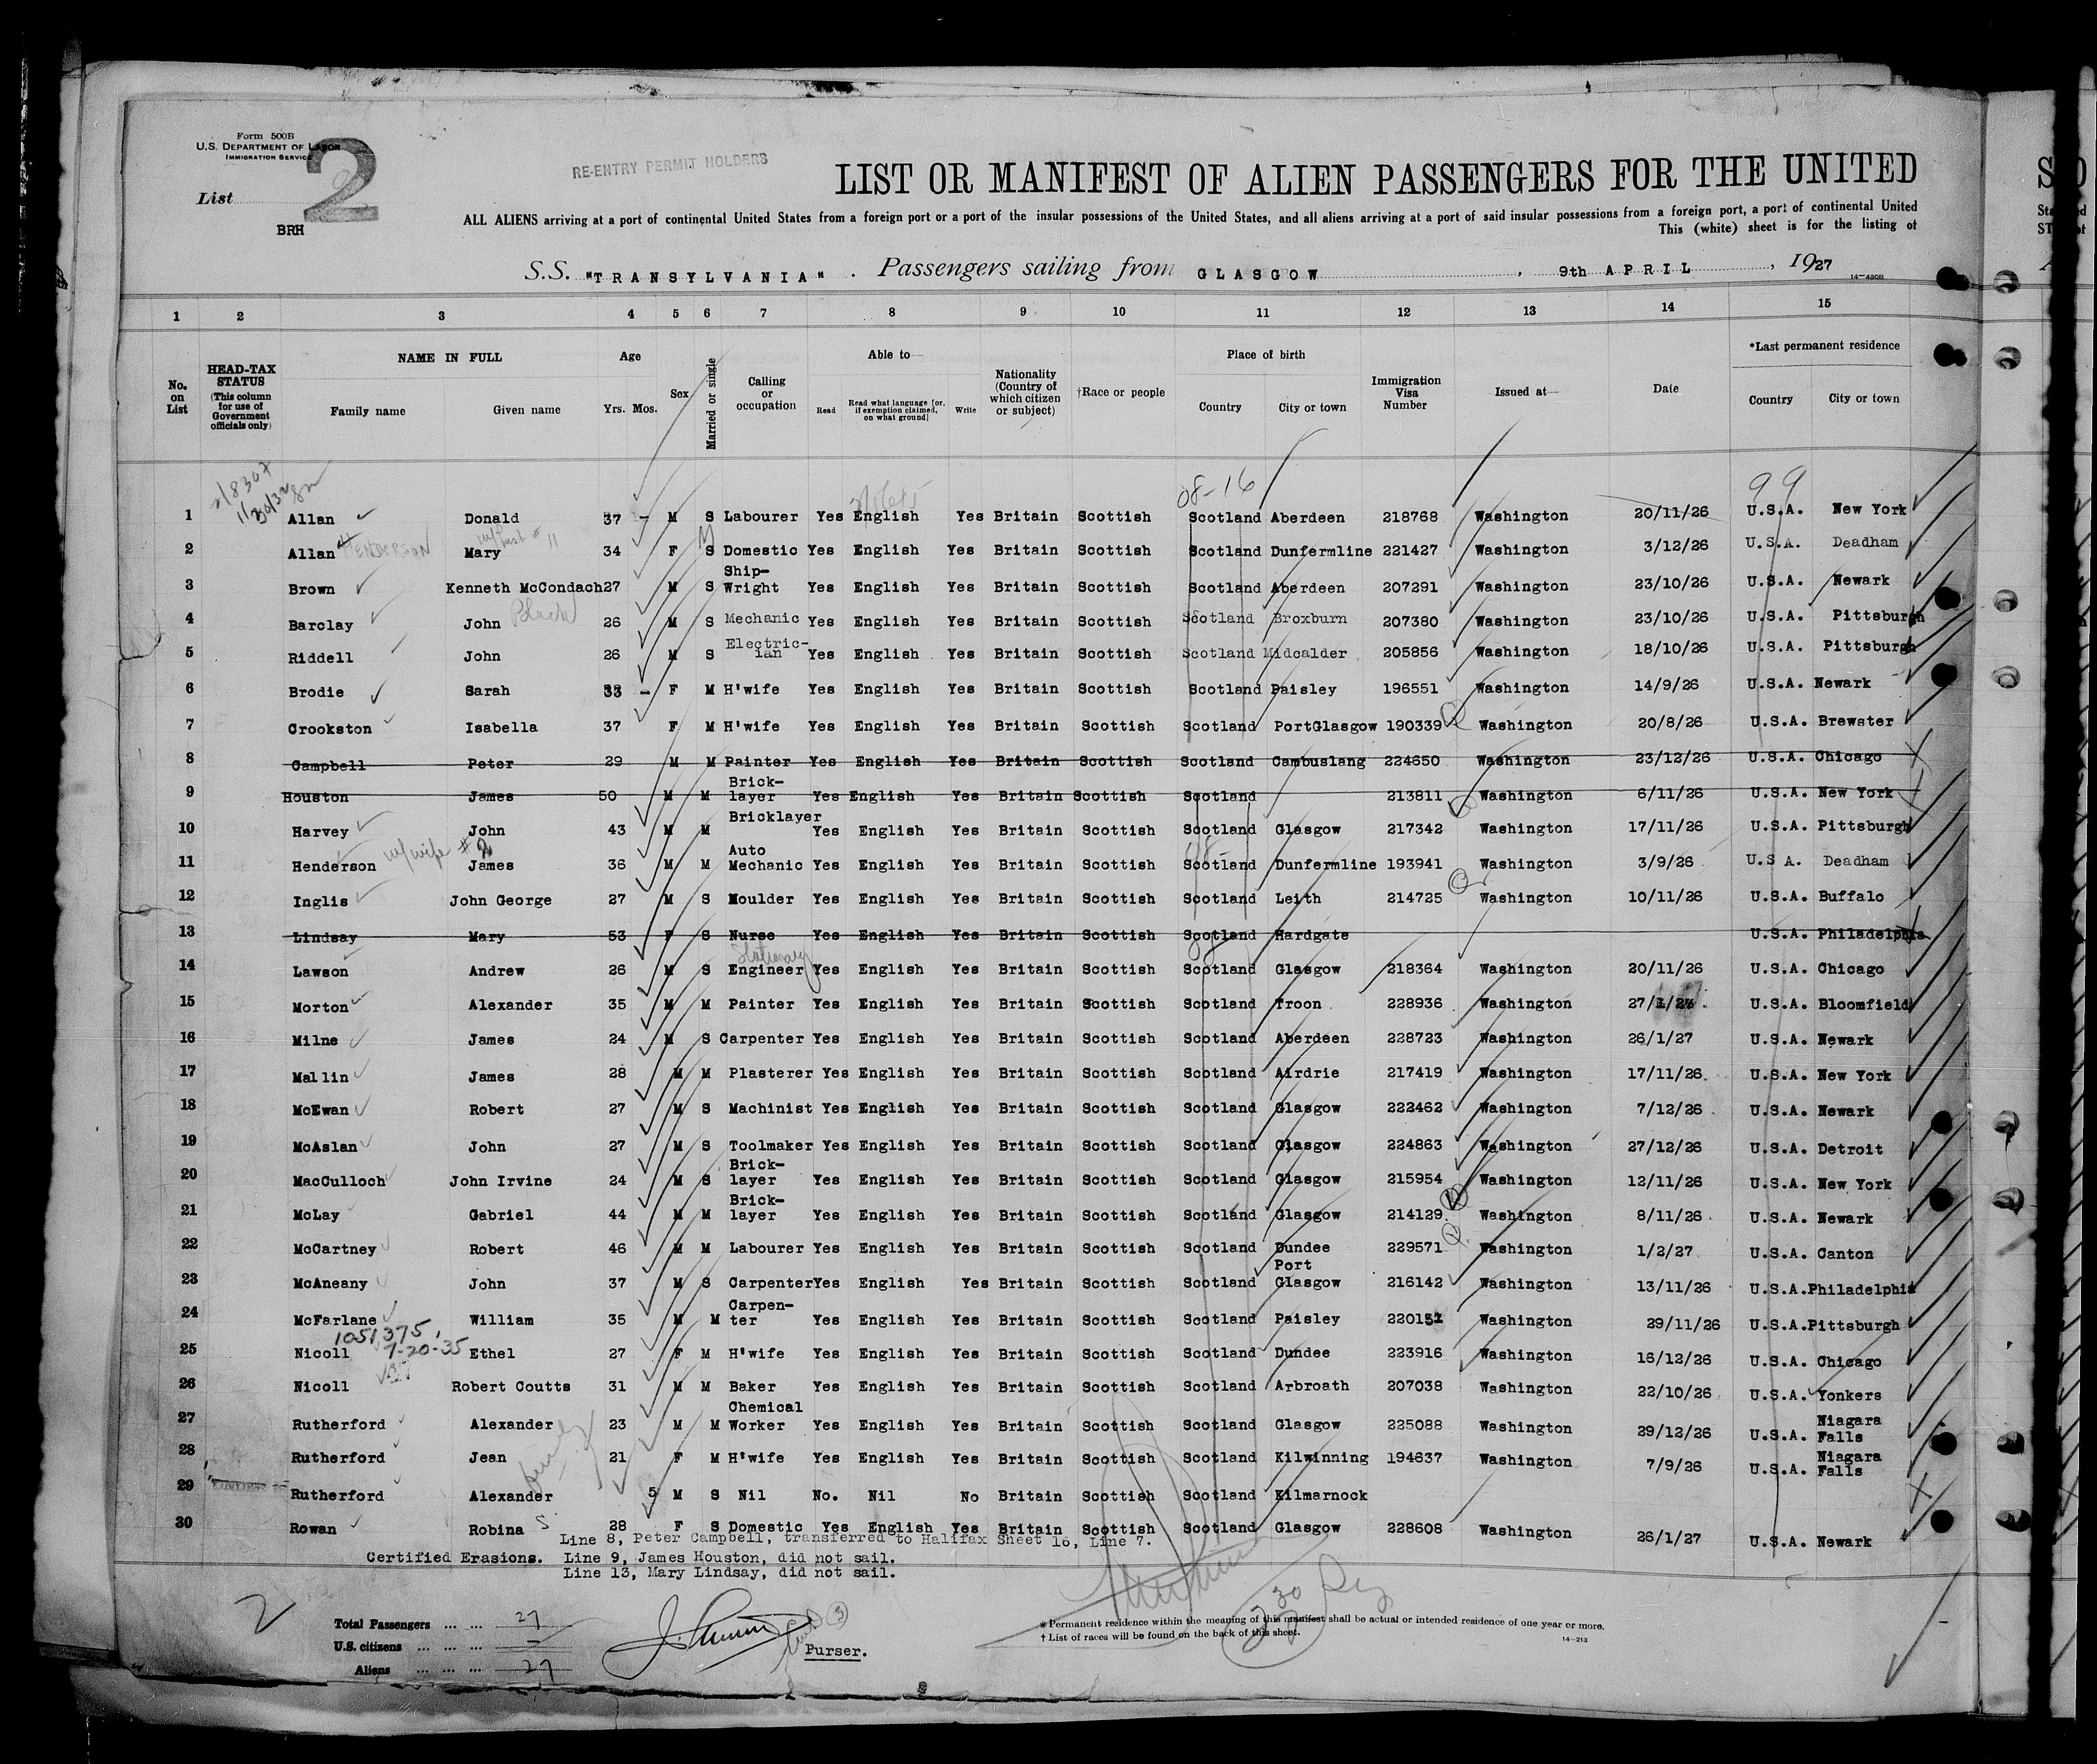 Form 500B
U.S. DEPARTMENT OF LABOR
IMMIGRATION SERVICE
2
List
BRH
RE-ENTRY PERMIT HOLDERS
LIST OR MANIFEST OF ALIEN PASSENGERS FOR THE UNITED
ALL ALIENS arriving at a port of continental United States from a foreign port or a port of the insular possessions of the United States, and all aliens arriving at a port of said insular possessions from a foreign port, a port of continental United
This (white) sheet is for the listing of
S.S. "TRANSYLVANIA" . Passengers sailing from GLASGOW , 9th APRIL , 1927
14-430B
1 2 3 4 5 6 7 8 9 10 11 12 13 14 15
No. on List HEAD-TAX STATUS (This column for use of Government officials only) NAME IN FULL Family name Given name Age Yrs. Mos. Sex Married or single Calling or occupation Able to— Read Read what language [or, if exemption claimed, on what ground] Write Nationality (Country of which citizen or subject) †Race or people Place of birth Country City or town Immigration Visa Number Issued at— Date *Last permanent residence Country City or town
08-16 99
1 Allan Donald 37 - M S Labourer Yes English Yes Britain Scottish Scotland Aberdeen 218768 Washington 20/11/26 U.S.A. New York
2 Allan HENDERSON Mary 34 F S M Domestic Yes English Yes Britain Scottish Scotland Dunfermline 221427 Washington 3/12/26 U.S.A. Deadham
3 Brown Kenneth McCondach 27 M S Ship-Wright Yes English Yes Britain Scottish Scotland Aberdeen 207291 Washington 23/10/26 U.S.A. Newark
4 Barclay John Black 26 M S Mechanic Yes English Yes Britain Scottish Scotland Broxburn 207380 Washington 23/10/26 U.S.A. Pittsburgh
5 Riddell John 26 M S Electric-ian Yes English Yes Britain Scottish Scotland Midcalder 205856 Washington 18/10/26 U.S.A. Pittsburgh
6 Brodie Sarah 33 - F M H'wife Yes English Yes Britain Scottish Scotland Paisley 196551 Washington 14/9/26 U.S.A. Newark
7 Crookston Isabella 37 F M H'wife Yes English Yes Britain Scottish Scotland PortGlasgow 190339 Washington 20/8/26 U.S.A. Brewster
8 Campbell Peter 29 M M Painter Yes English Yes Britain Scottish Scotland Cambuslang 224650 Washington 23/12/26 U.S.A. Chicago
9 Houston James 50 M M Brick-layer Yes English Yes Britain Scottish Scotland 213811 Washington 6/11/26 U.S.A. New York
10 Harvey John 43 M M Bricklayer Yes English Yes Britain Scottish Scotland Glasgow 217342 Washington 17/11/26 U.S.A. Pittsburgh
11 Henderson w/wife #2 James 36 M M Auto Mechanic Yes English Yes Britain Scottish Scotland Dunfermline 193941 Washington 3/9/26 U.S A. Deadham
12 Inglis John George 27 M S Moulder Yes English Yes Britain Scottish Scotland Leith 214725 Washington 10/11/26 U.S.A. Buffalo
13 Lindsay Mary 53 F S Nurse Yes English Yes Britain Scottish Scotland Hardgate U.S.A. Philadelphia
14 Lawson Andrew 26 M S Stationary Engineer Yes English Yes Britain Scottish Scotland Glasgow 218364 Washington 20/11/26 U.S.A. Chicago
15 Morton Alexander 35 M M Painter Yes English Yes Britain Scottish Scotland Troon 228936 Washington 27/1/27 U.S.A. Bloomfield
16 Milne James 24 M S Carpenter Yes English Yes Britain Scottish Scotland Aberdeen 228723 Washington 26/1/27 U.S.A. Newark
17 Mallin James 28 M M Plasterer Yes English Yes Britain Scottish Scotland Airdrie 217419 Washington 17/11/26 U.S.A. New York
18 McEwan Robert 27 M S Machinist Yes English Yes Britain Scottish Scotland Glasgow 222462 Washington 7/12/26 U.S.A. Newark
19 McAslan John 27 M S Toolmaker Yes English Yes Britain Scottish Scotland Glasgow 224863 Washington 27/12/26 U.S.A. Detroit
20 MacCulloch John Irvine 24 M S Brick-layer Yes English Yes Britain Scottish Scotland Glasgow 215954 Washington 12/11/26 U.S.A. New York
21 McLay Gabriel 44 M M Brick-layer Yes English Yes Britain Scottish Scotland Glasgow 214129 Washington 8/11/26 U.S.A. Newark
22 McCartney Robert 46 M M Labourer Yes English Yes Britain Scottish Scotland Dundee 229571 Washington 1/2/27 U.S.A. Canton
23 McAneany John 37 M S Carpenter Yes English Yes Britain Scottish Scotland Port Glasgow 216142 Washington 13/11/26 U.S.A. Philadelphia
24 McFarlane William 35 M M Carpen-ter Yes English Yes Britain Scottish Scotland Paisley 220152 Washington 29/11/26 U.S.A. Pittsburgh
1051375
25 Nicoll 7-20-35 Ethel 27 F M H'wife Yes English Yes Britain Scottish Scotland Dundee 223916 Washington 16/12/26 U.S.A. Chicago
26 Nicoll Robert Coutts 31 M M Baker Yes English Yes Britain Scottish Scotland Arbroath 207038 Washington 22/10/26 U.S.A. Yonkers
27 Rutherford Alexander 23 M M Chemical Worker Yes English Yes Britain Scottish Scotland Glasgow 225088 Washington 29/12/26 U.S.A. Niagara Falls
28 Rutherford Jean 21 F M H'wife Yes English Yes Britain Scottish Scotland Kilwinning 194637 Washington 7/9/26 U.S.A. Niagara Falls
29 Rutherford Alexander 5 M S Nil No. Nil No Britain Scottish Scotland Kilmarnock
30 Rowan Robina S. 28 F S Domestic Yes English Yes Britain Scottish Scotland Glasgow 228608 Washington 26/1/27 U.S.A. Newark
Line 8, Peter Campbell, transferred to Halifax Sheet 16, Line 7.
Certified Erasions. Line 9, James Houston, did not sail.
Line 13, Mary Lindsay, did not sail.
2
Total Passengers ... ... 27
U.S. citizens ... ... ... -
Aliens ... ... ... 27
Purser.
* Permanent residence within the meaning of this manifest shall be actual or intended residence of one year or more.
† List of races will be found on the back of this sheet.
14-213